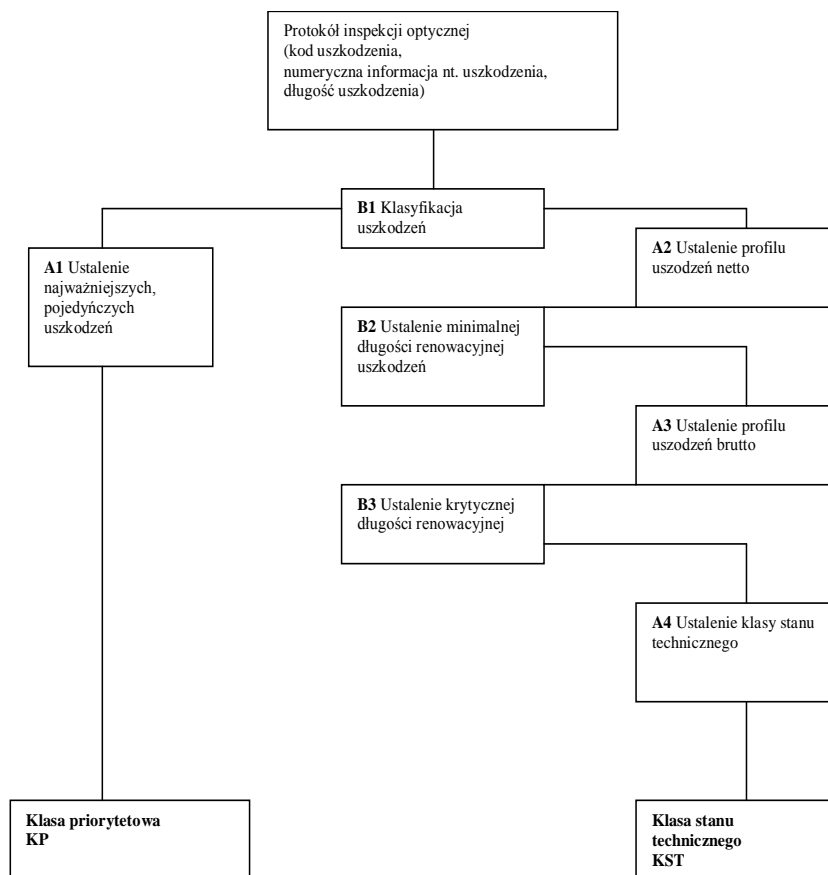 Protokół inspekcji optycznej
(kod uszkodzenia,
numeryczna informacja nt. uszkodzenia,
długość uszkodzenia)
B1 Klasyfikacja
uszkodzeń
A1 Ustalenie
najważniejszych,
pojedyńczych
uszkodzeń
A2 Ustalenie profilu
uszodzeń netto
B2 Ustalenie minimalnej
długości renowacyjnej
uszkodzeń
A3 Ustalenie profilu
uszodzeń brutto
B3 Ustalenie krytycznej
długości renowacyjnej
A4 Ustalenie klasy stanu
technicznego
Klasa priorytetowa
KP
Klasa stanu
technicznego
KST